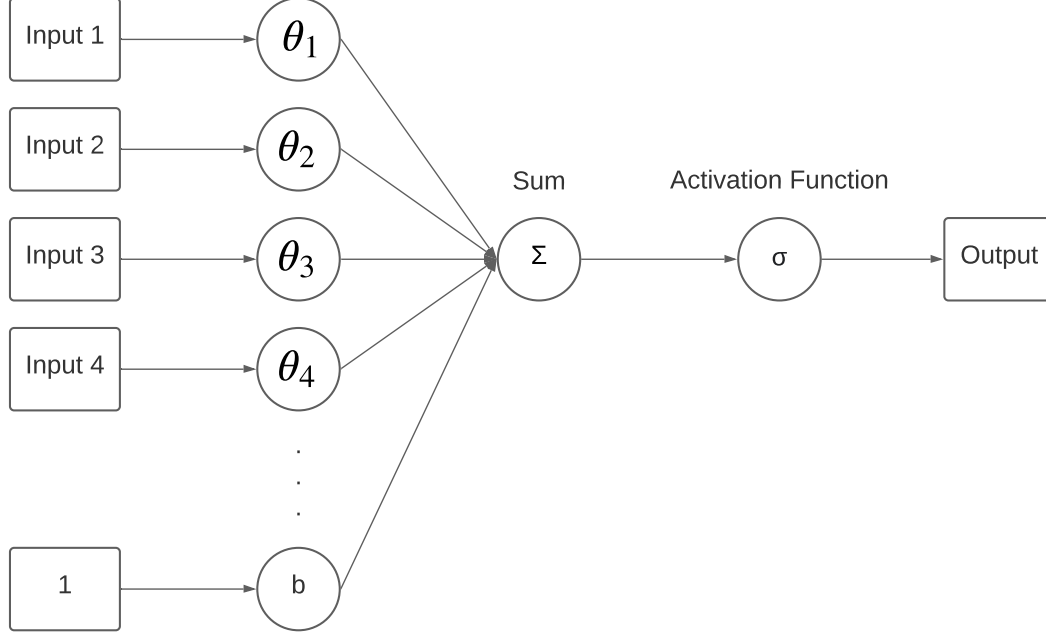 Input 1
θ1
Input 2
θ2
Sum
Activation Function
Input 3
θ3
Σ
σ
Output
Input 4
θ4
.
.
.
1
b